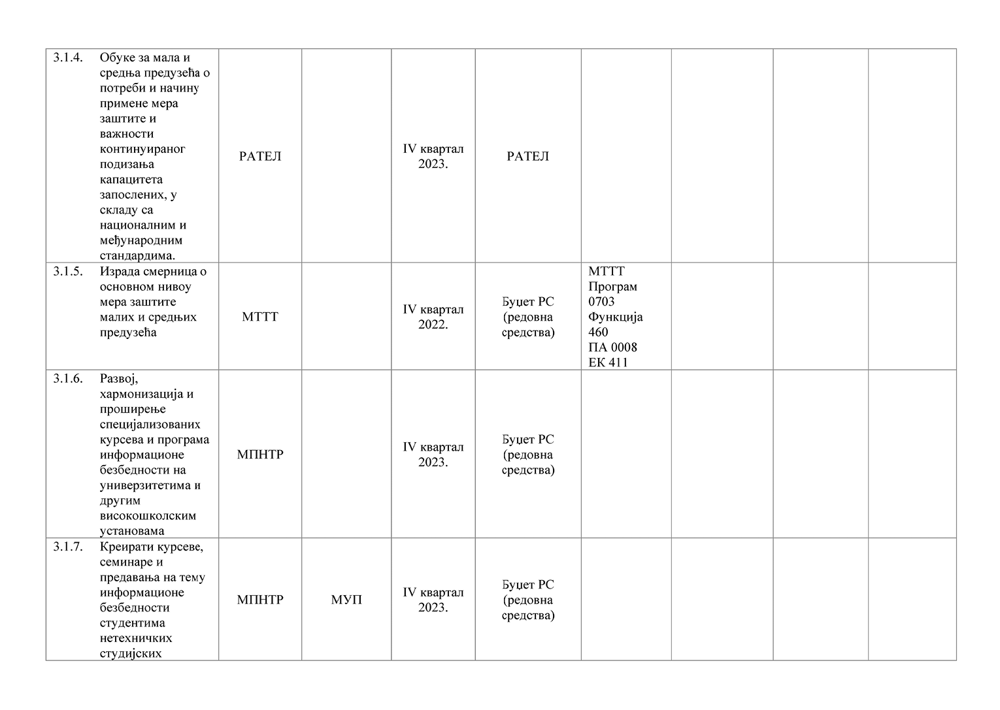 3.1.4. Обуке за мала и
средња предузећа о
потреби и начину
примене мера
заштите и
важности
континуираног
подизања
капацитета
запослених, у
складу са
националним и
међународним
стандардима.
РАТЕЛ
IV квартал
2023.
РАТЕЛ
3.1.5. Израда смерница о
основном нивоу
мера заштите
малих и средњих
предузећа
МТТТ
IV квартал
2022.
Буџет РС
(редовна
средства)
МТТТ
Програм
0703
Функција
460
ПА 0008
ЕК 411
3.1.6. Развој,
хармонизација и
проширење
специјализованих
курсева и програма
информационе
безбедности на
универзитетима и
другим
високошколским
установама
МПНТР
IV квартал
2023.
Буџет РС
(редовна
средства)
3.1.7. Креирати курсеве,
семинаре и
предавања на тему
информационе
безбедности
студентима
нетехничких
студијских
МПНТР
МУП
IV квартал
2023.
Буџет РС
(редовна
средства)